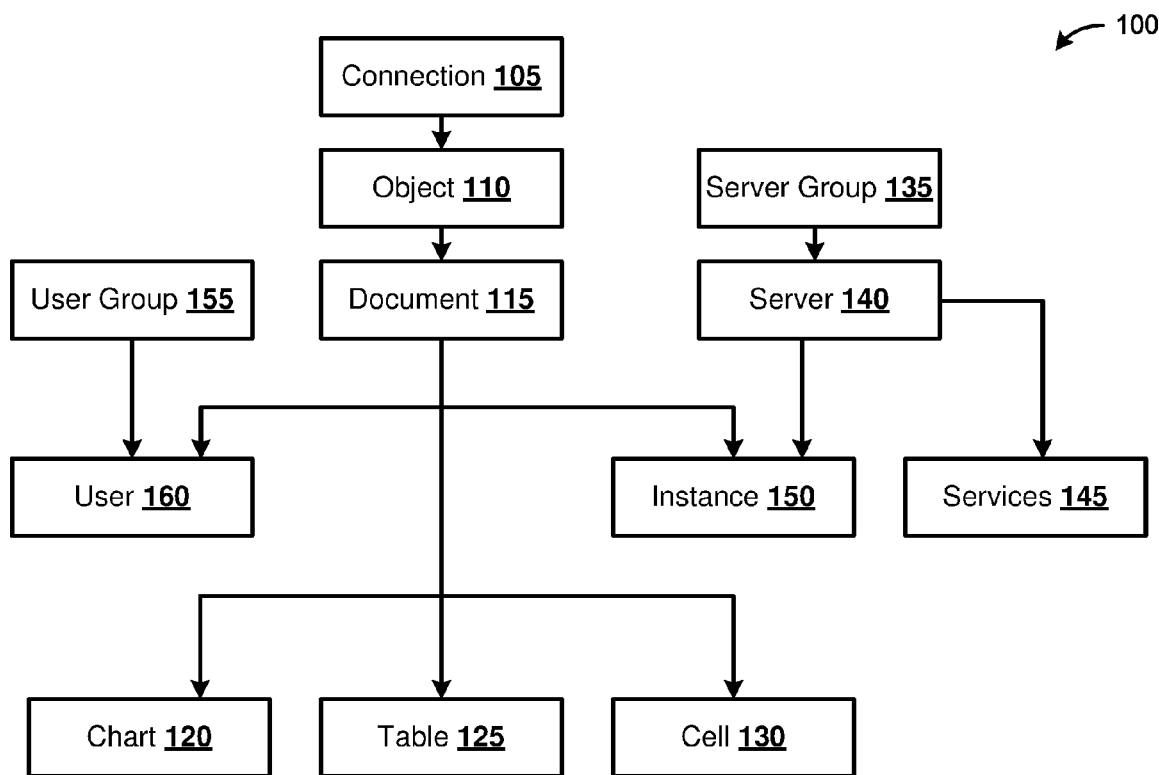 100
Connection 105
Object 110
Server Group 135
User Group 155
Document 115
Server 140
User 160
Instance 150
Services 145
Chart 120
Table 125
Cell 130